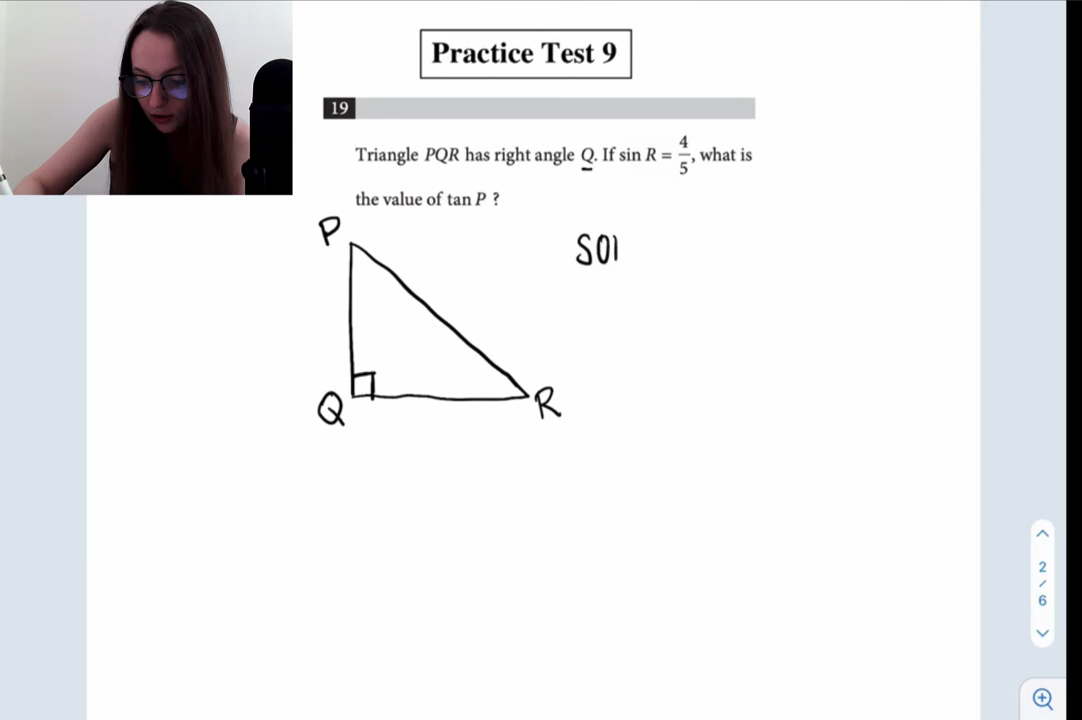 Practice Test 9
19
Triangle PQR has right angle Q. If sin R = 4/5, what is
the value of tan P ?
P
SO
Q
R
2
/
6